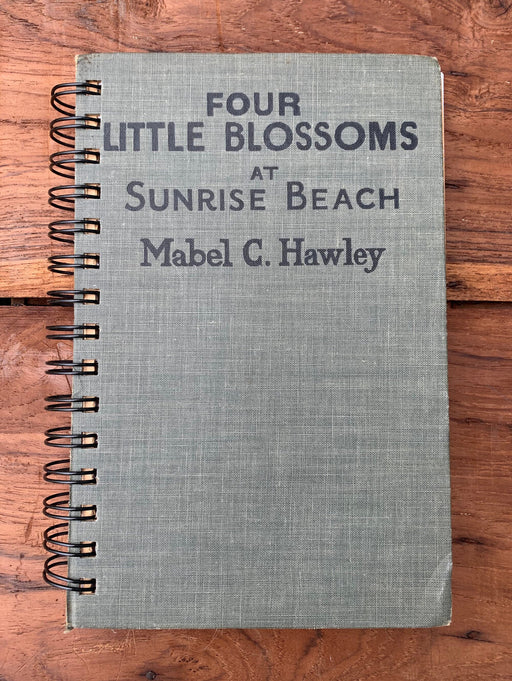 FOUR
LITTLE BLOSSOMS
AT
SUNRISE BEACH
Mabel C. Hawley